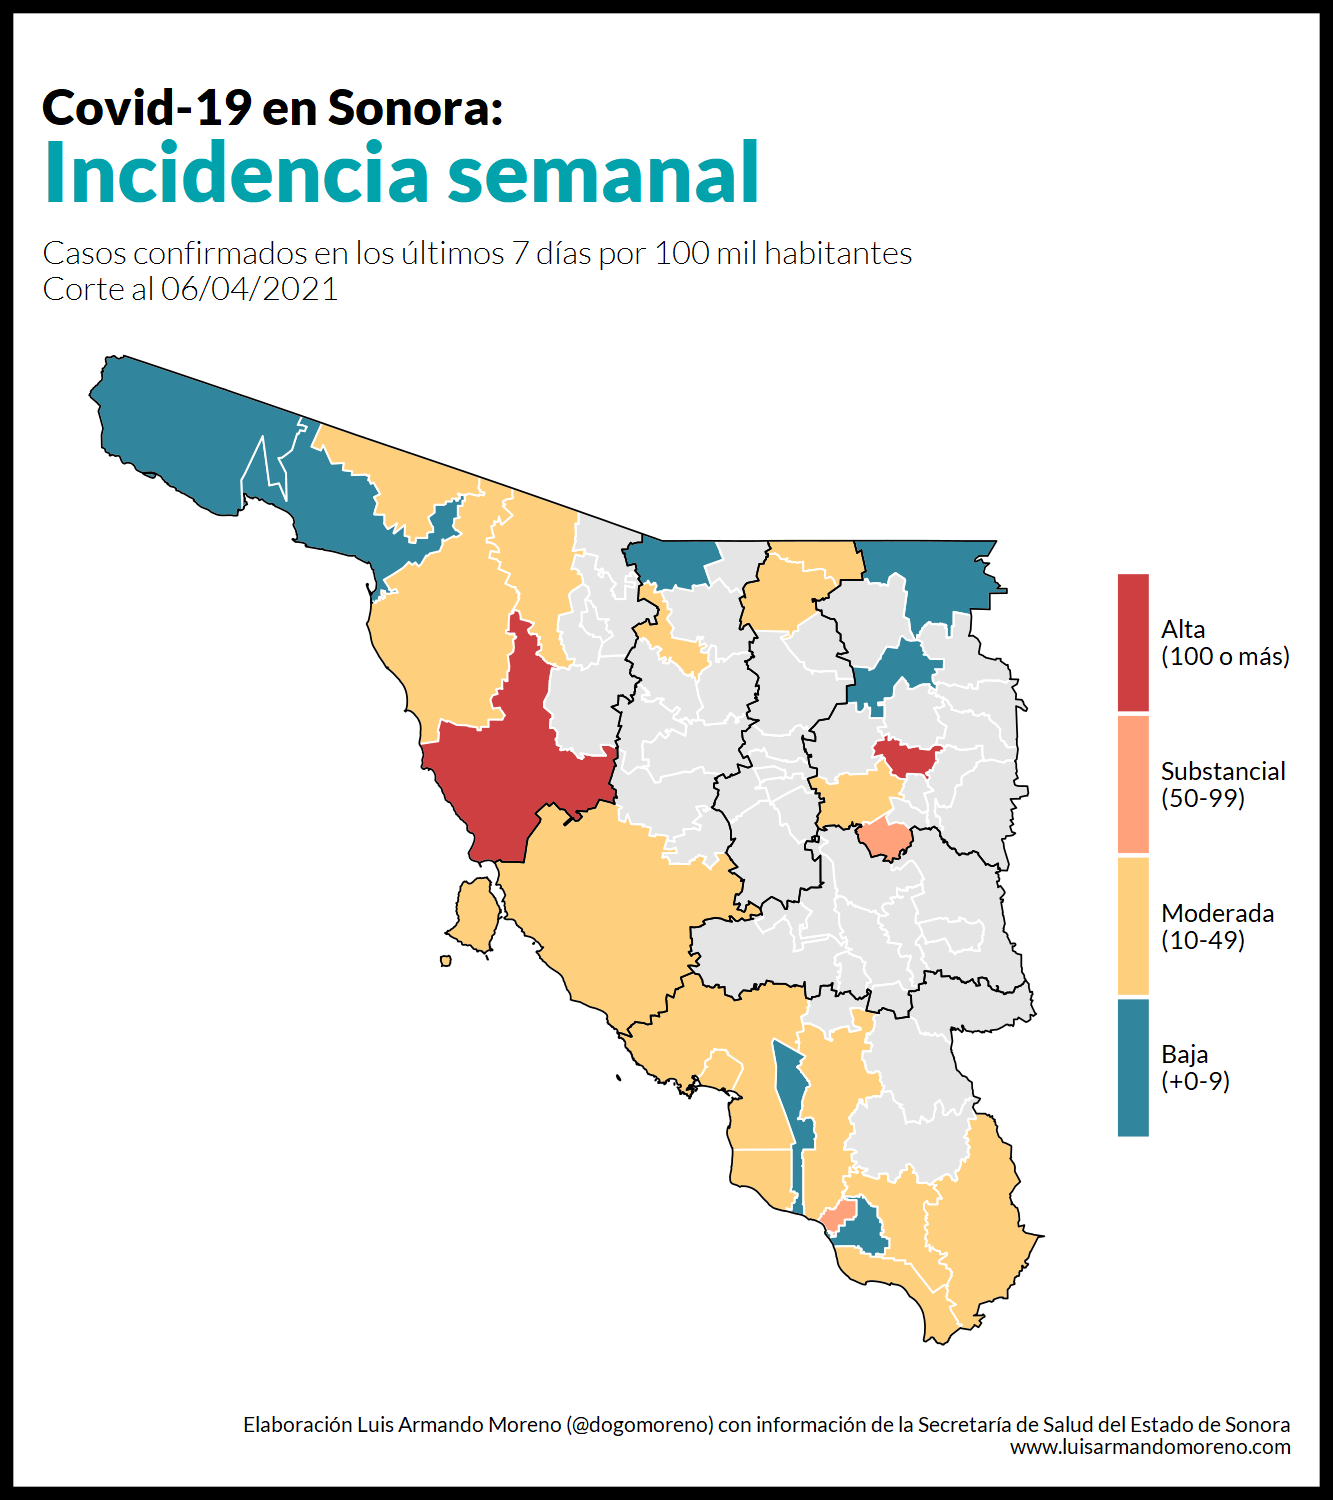 Covid-19 en Sonora:
Incidencia semanal
Casos confirmados en los últimos 7 días por 100 mil habitantes
Corte al 06/04/2021
Alta
(100 o más)
Substancial
(50-99)
Moderada
(10-49)
Baja
(+0-9)
Elaboración Luis Armando Moreno (@dogomoreno) con información de la Secretaría de Salud del Estado de Sonora
www.luisarmandomoreno.com